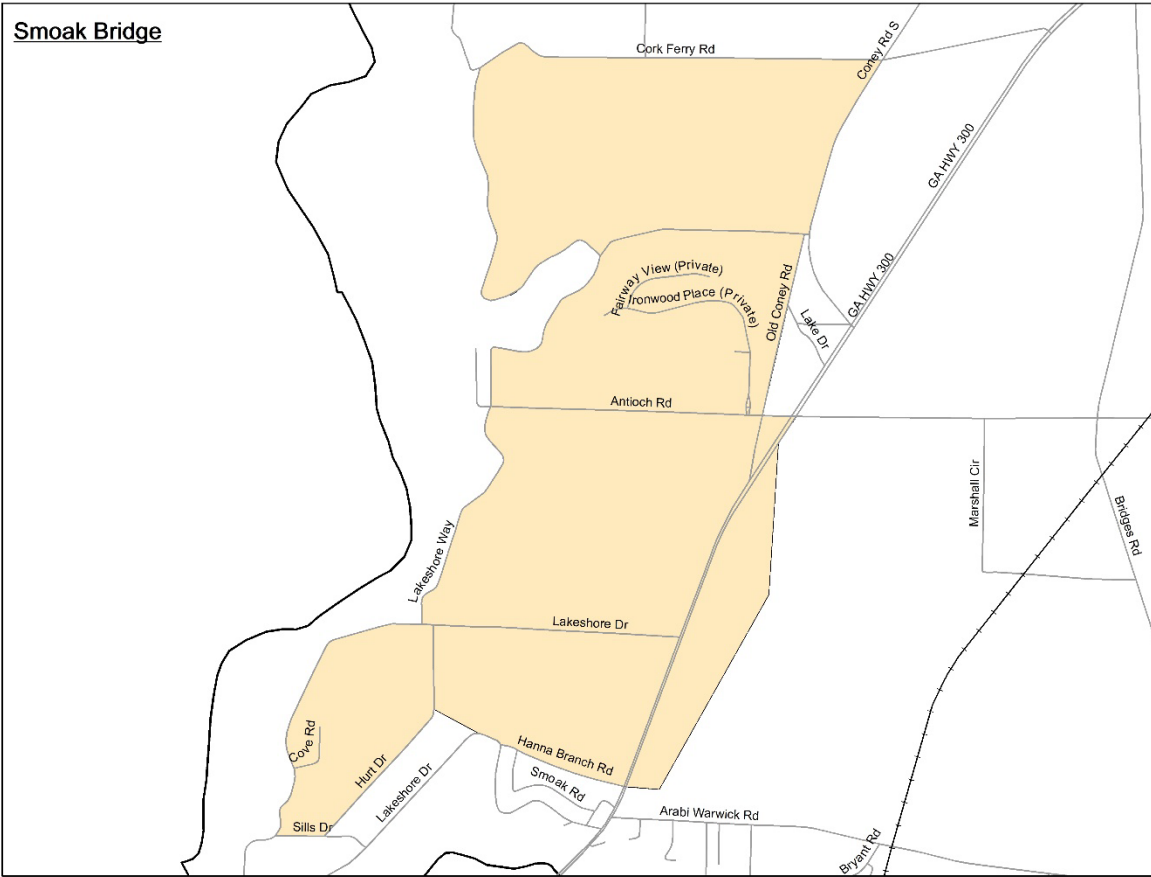 Smoak Bridge
Cork Ferry Rd
Coney Rd S
GA HWY 300
GA HWY 300
Fairway View (Private)
Ironwood Place (Private)
Old Coney Rd
Lake Dr
Antioch Rd
Marshall Cir
Bridges Rd
Lakeshore Way
Lakeshore Dr
Cove Rd
Hurt Dr
Lakeshore Dr
Hanna Branch Rd
Smoak Rd
Sills Dr
Arabi Warwick Rd
Bryant Rd